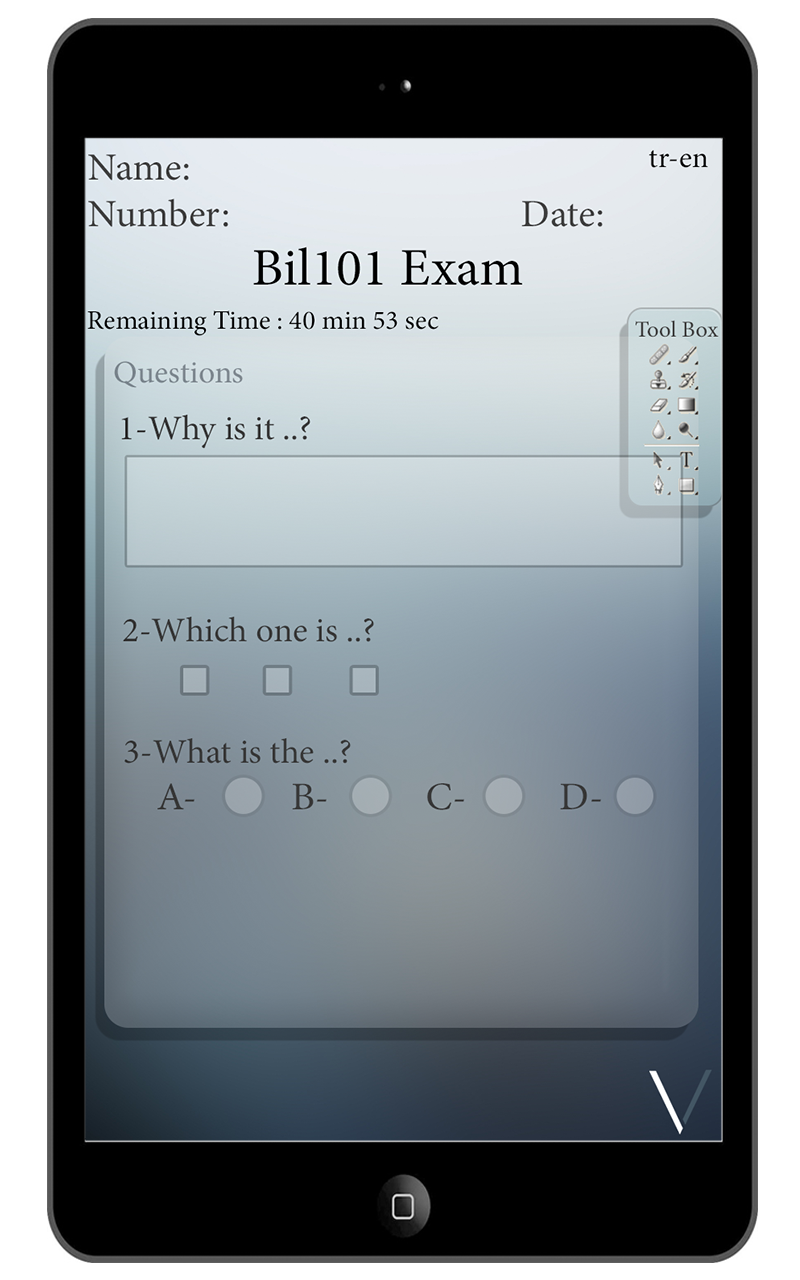 tr-en
Name:
Number: Date:
Bil101 Exam
Remaining Time : 40 min 53 sec
Tool Box
Questions
1-Why is it ..?
T
2-Which one is ..?
3-What is the ..?
A- B- C- D-